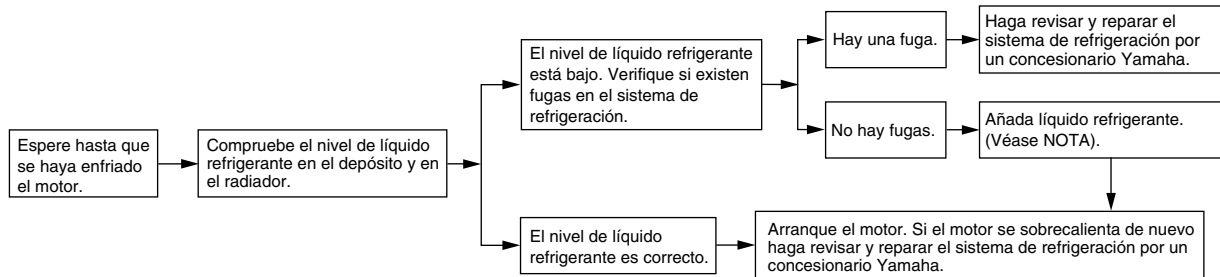 Espere hasta que
se haya enfriado
el motor.
Compruebe el nivel de líquido
refrigerante en el depósito y en
el radiador.
El nivel de líquido refrigerante
está bajo. Verifique si existen
fugas en el sistema de
refrigeración.
Hay una fuga.
Haga revisar y reparar el
sistema de refrigeración por
un concesionario Yamaha.
No hay fugas.
Añada líquido refrigerante.
(Véase NOTA).
El nivel de líquido
refrigerante es correcto.
Arranque el motor. Si el motor se sobrecalienta de nuevo
haga revisar y reparar el sistema de refrigeración por un
concesionario Yamaha.